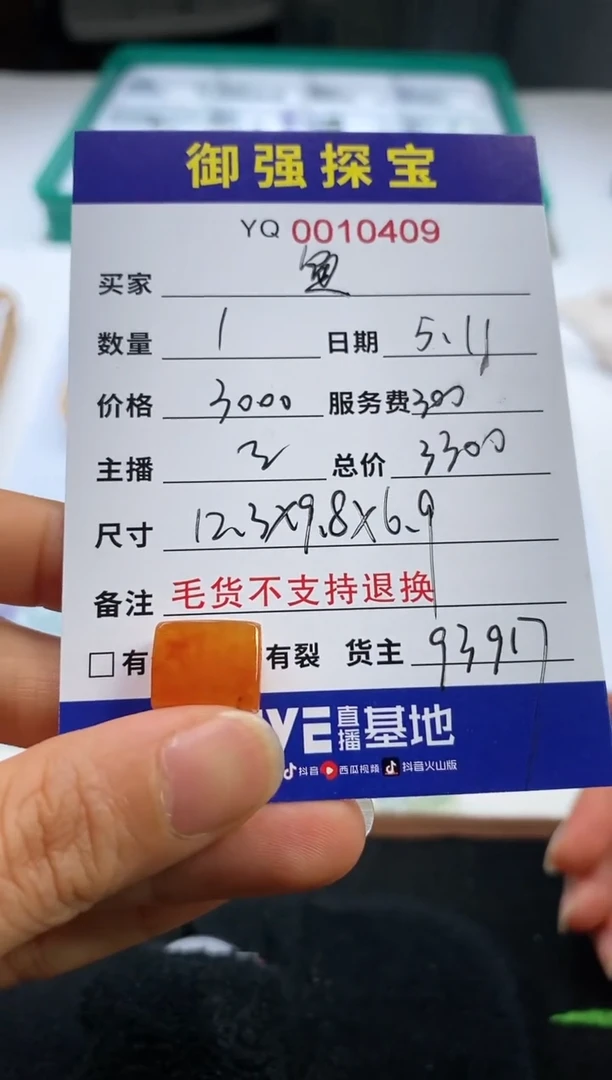 御强探宝
YQ 0010409
买家 鱼
数量 1 日期 5.11
价格 3000 服务费 300
主播 总价 3300
尺寸 12.3X9.8X6.9
备注 毛货不支持退换
□有 有裂 货主 93917
VE 直播 基地
抖音 西瓜视频 抖音火山版